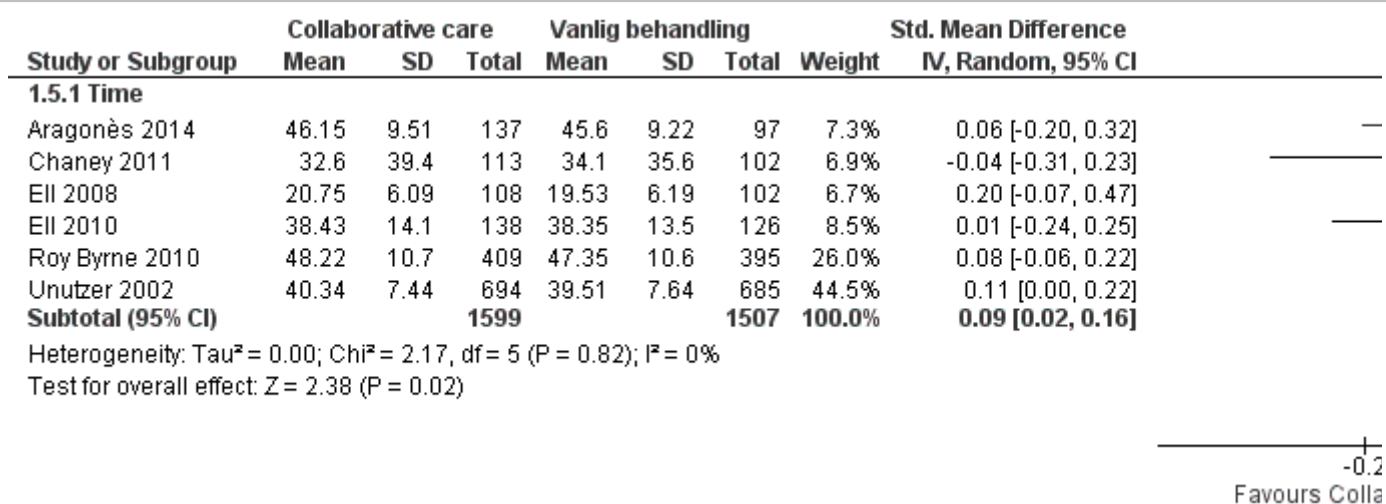 Collaborative care Vanlig behandling Std. Mean Difference
Study or Subgroup Mean SD Total Mean SD Total Weight IV, Random, 95% CI
1.5.1 Time
Aragonès 2014 46.15 9.51 137 45.6 9.22 97 7.3% 0.06 [-0.20, 0.32]
Chaney 2011 32.6 39.4 113 34.1 35.6 102 6.9% -0.04 [-0.31, 0.23]
Ell 2008 20.75 6.09 108 19.53 6.19 102 6.7% 0.20 [-0.07, 0.47]
Ell 2010 38.43 14.1 138 38.35 13.5 126 8.5% 0.01 [-0.24, 0.25]
Roy Byrne 2010 48.22 10.7 409 47.35 10.6 395 26.0% 0.08 [-0.06, 0.22]
Unutzer 2002 40.34 7.44 694 39.51 7.64 685 44.5% 0.11 [0.00, 0.22]
Subtotal (95% CI) 1599 1507 100.0% 0.09 [0.02, 0.16]
Heterogeneity: Tau² = 0.00; Chi² = 2.17, df = 5 (P = 0.82); I² = 0%
Test for overall effect: Z = 2.38 (P = 0.02)
-0.2
Favours Colla